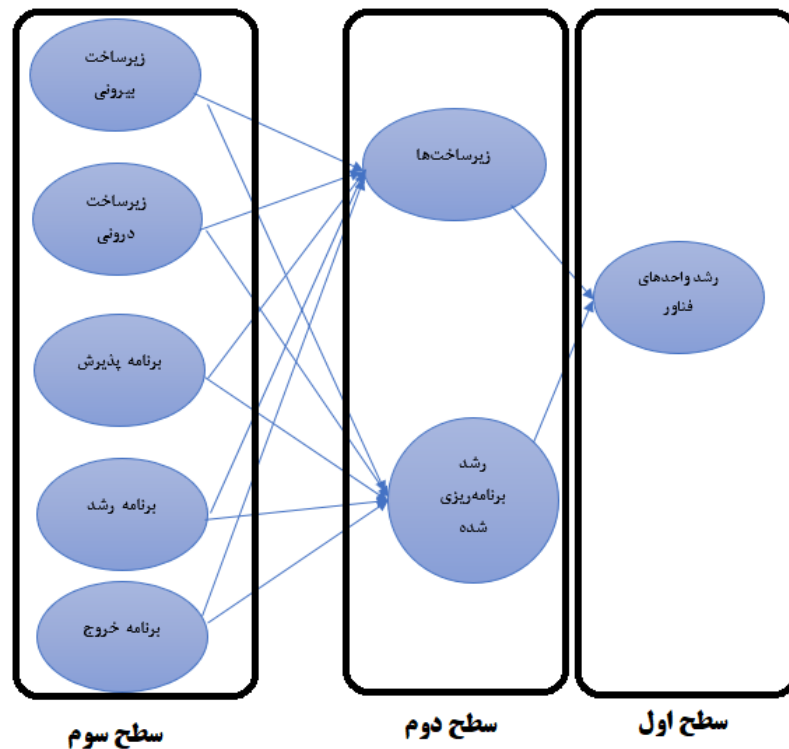 زیرساخت
بیرونی
زیرساخت
درونی
برنامه پذیرش
برنامه رشد
برنامه خروج
زیرساخت‌ها
رشد
برنامه‌ریزی
شده
رشد واحدهای
فناور
سطح سوم
سطح دوم
سطح اول